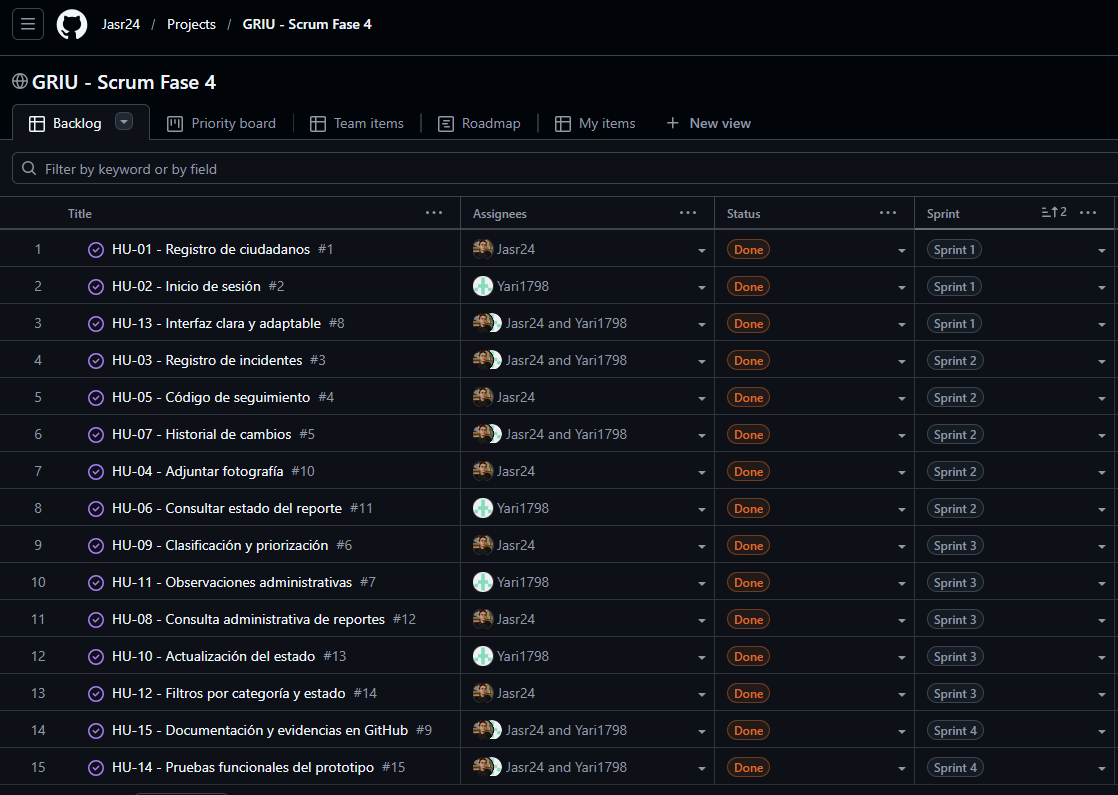 Jasr24 / Projects / GRIU - Scrum Fase 4
GRIU - Scrum Fase 4
Backlog Priority board Team items Roadmap My items + New view
Filter by keyword or by field
Title ... Assignees ... Status ... Sprint 2 ...
1 HU-01 - Registro de ciudadanos #1 Jasr24 Done Sprint 1
2 HU-02 - Inicio de sesión #2 Yari1798 Done Sprint 1
3 HU-13 - Interfaz clara y adaptable #8 Jasr24 and Yari1798 Done Sprint 1
4 HU-03 - Registro de incidentes #3 Jasr24 and Yari1798 Done Sprint 2
5 HU-05 - Código de seguimiento #4 Jasr24 Done Sprint 2
6 HU-07 - Historial de cambios #5 Jasr24 and Yari1798 Done Sprint 2
7 HU-04 - Adjuntar fotografía #10 Jasr24 Done Sprint 2
8 HU-06 - Consultar estado del reporte #11 Yari1798 Done Sprint 2
9 HU-09 - Clasificación y priorización #6 Jasr24 Done Sprint 3
10 HU-11 - Observaciones administrativas #7 Yari1798 Done Sprint 3
11 HU-08 - Consulta administrativa de reportes #12 Jasr24 Done Sprint 3
12 HU-10 - Actualización del estado #13 Yari1798 Done Sprint 3
13 HU-12 - Filtros por categoría y estado #14 Jasr24 Done Sprint 3
14 HU-15 - Documentación y evidencias en GitHub #9 Jasr24 and Yari1798 Done Sprint 4
15 HU-14 - Pruebas funcionales del prototipo #15 Jasr24 and Yari1798 Done Sprint 4